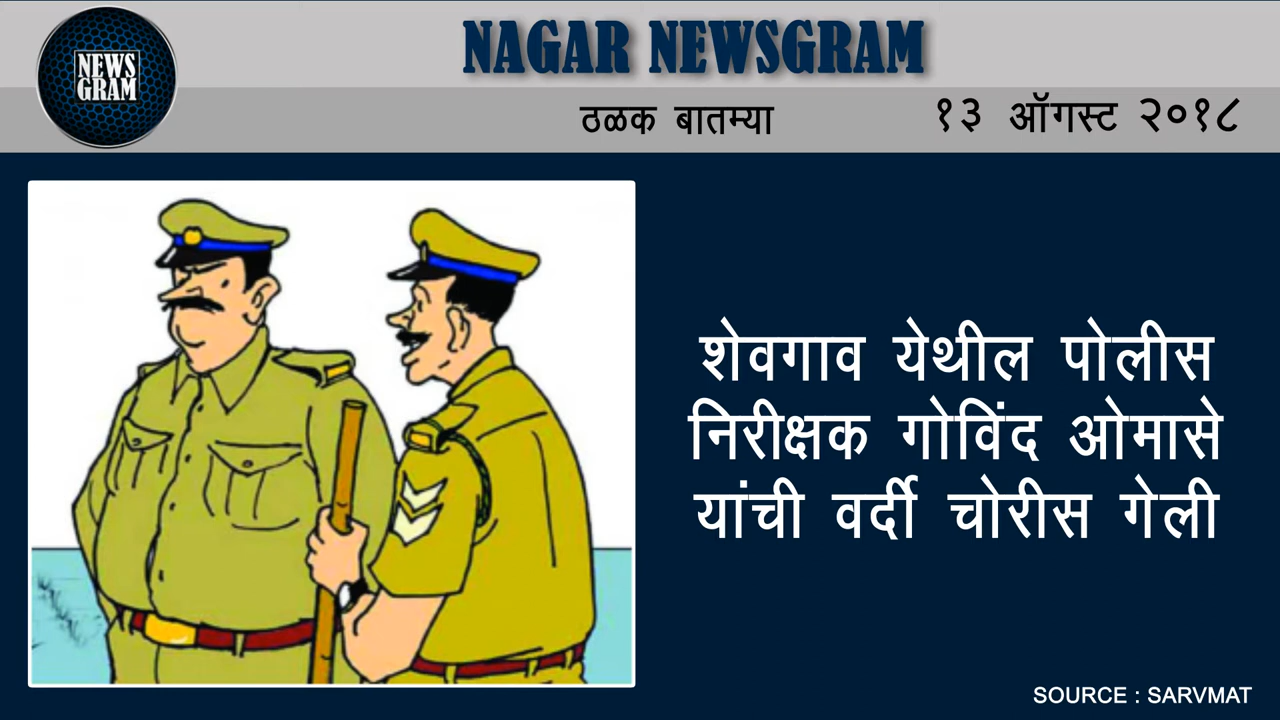 NEWS
GRAM
NAGAR NEWSGRAM
ठळक बातम्या
१३ ऑगस्ट २०१८
शेवगाव येथील पोलीस
निरीक्षक गोविंद ओमासे
यांची वर्दी चोरीस गेली
SOURCE : SARVMAT